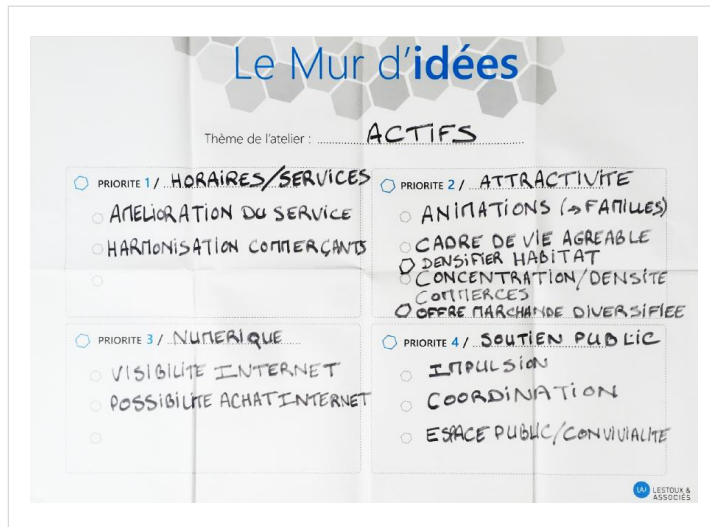 Le Mur d'idées
Thème de l'atelier : ACTIFS
PRIORITE 1 / HORAIRES/SERVICES
AMELIORATION DU SERVICE
HARMONISATION COMMERÇANTS
PRIORITE 2 / ATTRACTIVITE
ANIMATIONS (→ FAMILLES)
CADRE DE VIE AGREABLE
DENSIFIER HABITAT
CONCENTRATION/DENSITE
COMMERCES
OFFRE MARCHANDE DIVERSIFIEE
PRIORITE 3 / NUMERIQUE
VISIBILITE INTERNET
POSSIBILITE ACHAT INTERNET
PRIORITE 4 / SOUTIEN PUBLIC
IMPULSION
COORDINATION
ESPACE PUBLIC/CONVIVIALITE
LESTOUX &
ASSOCIÉS